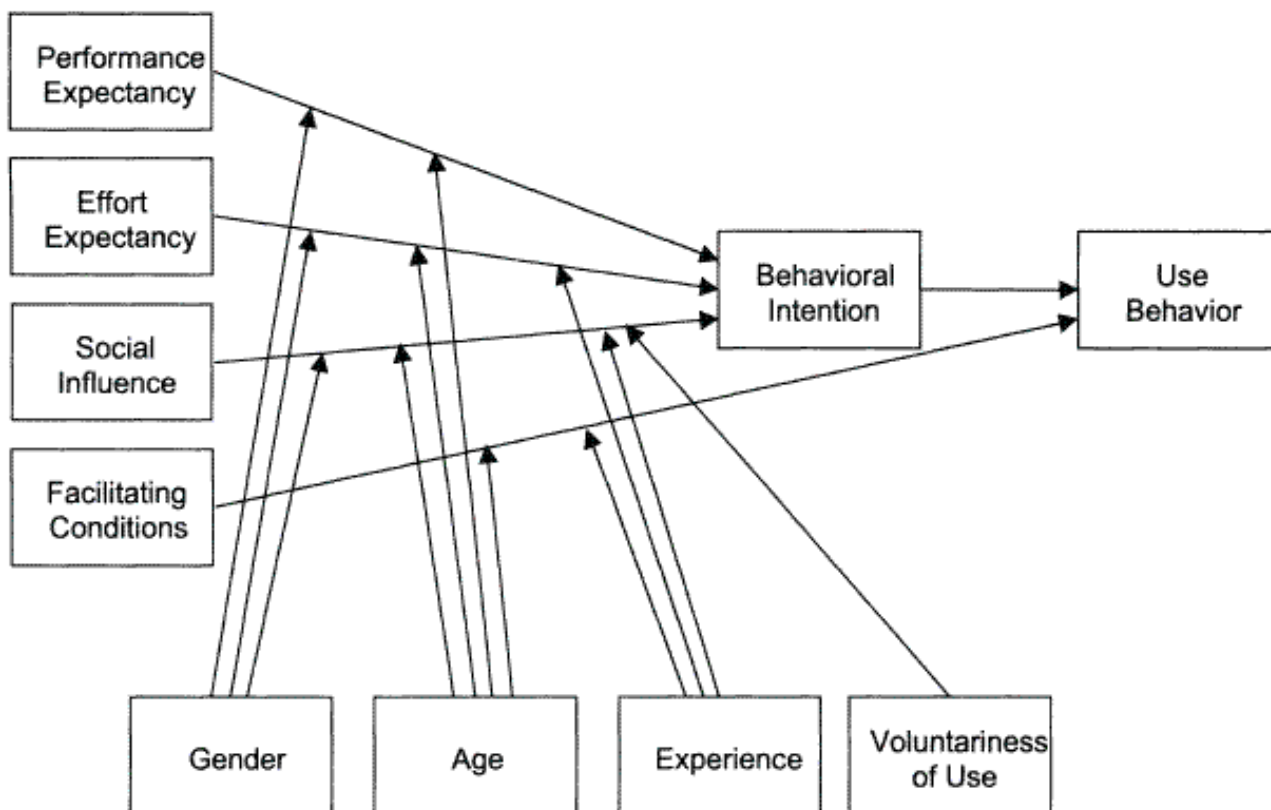 Performance
Expectancy
Effort
Expectancy
Social
Influence
Facilitating
Conditions
Behavioral
Intention
Use
Behavior
Gender
Age
Experience
Voluntariness
of Use